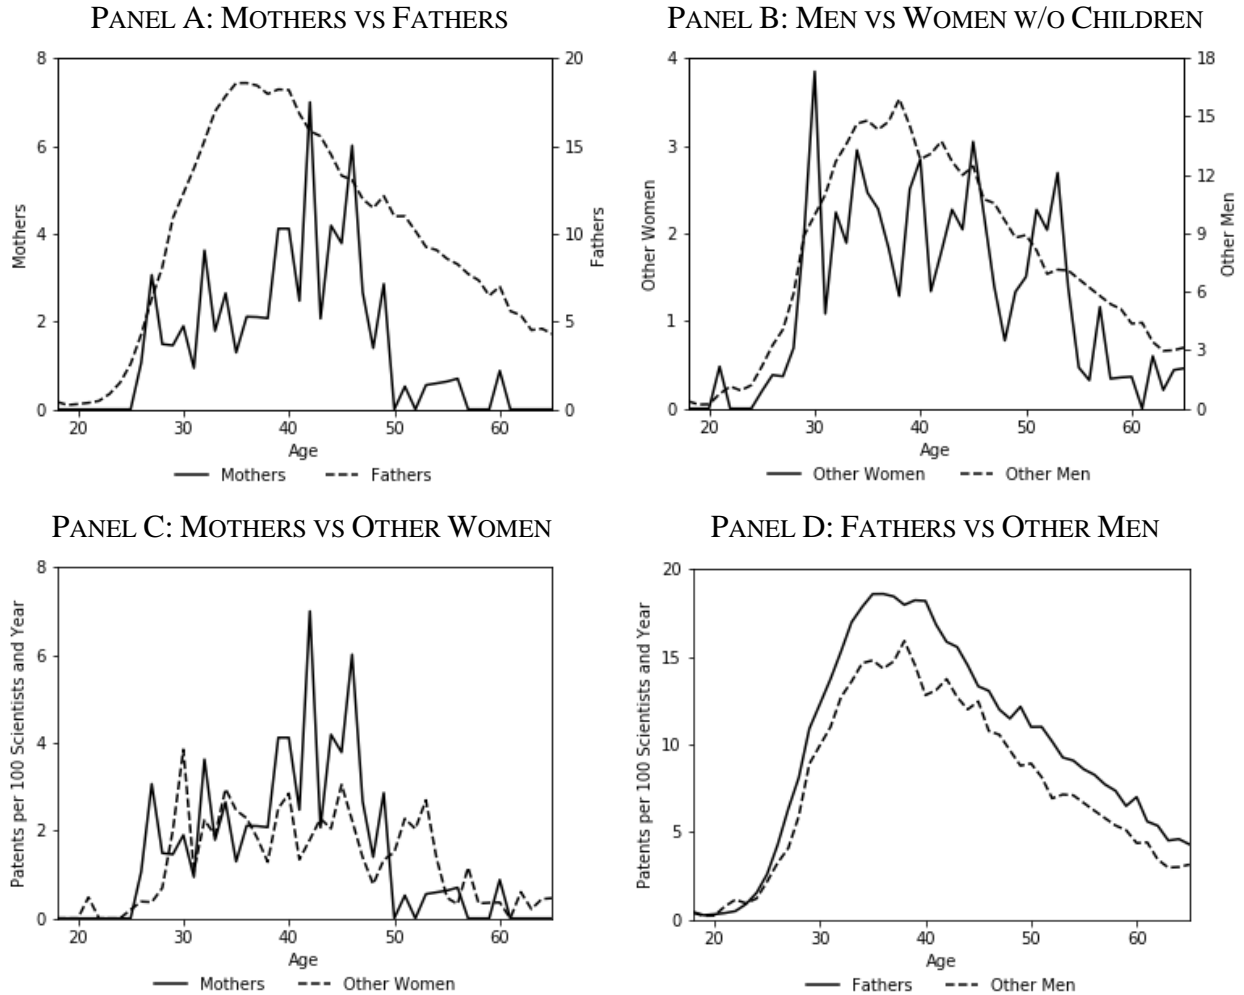 PANEL A: MOTHERS VS FATHERS
8
6
4
2
0
Mothers
20
15
10
5
0
Fathers
20 30 40 50 60
Age
Mothers Fathers
PANEL B: MEN VS WOMEN W/O CHILDREN
4
3
2
1
0
Other Women
18
15
12
9
6
3
0
Other Men
20 30 40 50 60
Age
Other Women Other Men
PANEL C: MOTHERS VS OTHER WOMEN
8
6
4
2
0
Patents per 100 Scientists and Year
20 30 40 50 60
Age
Mothers Other Women
PANEL D: FATHERS VS OTHER MEN
20
15
10
5
0
Patents per 100 Scientists and Year
20 30 40 50 60
Age
Fathers Other Men